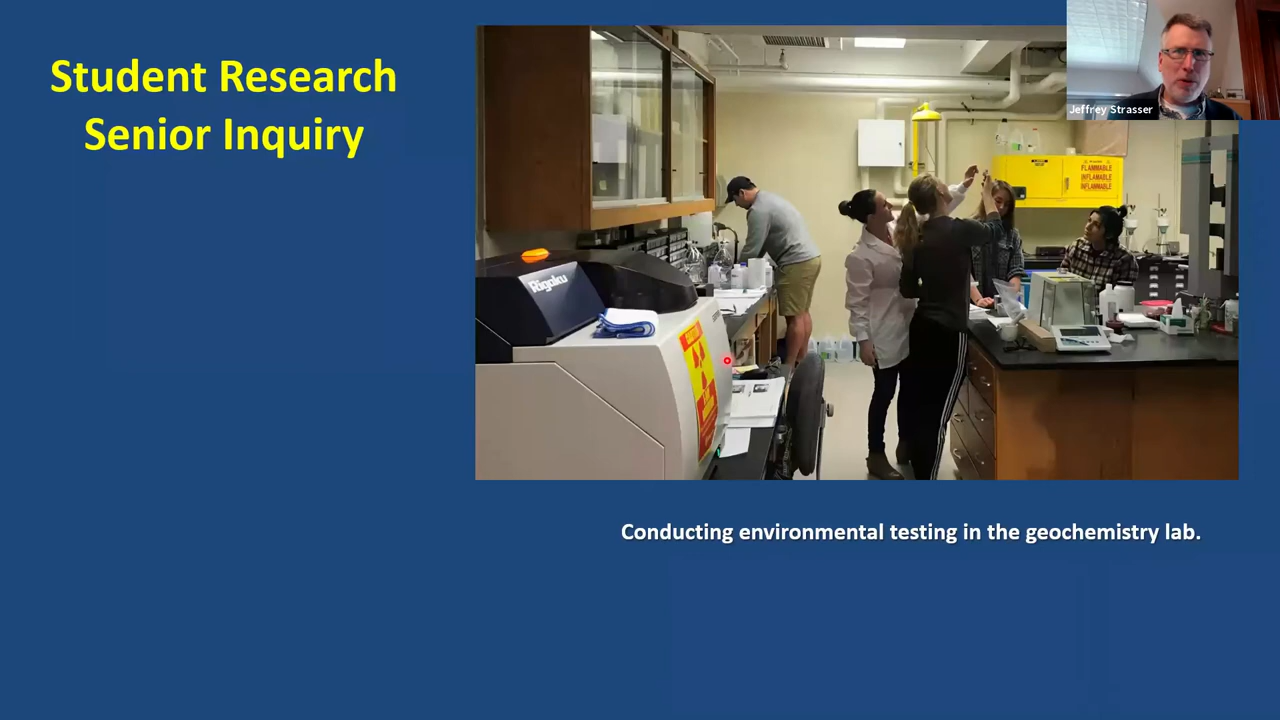 Student Research
Senior Inquiry
Jeffrey Strasser
FLAMMABLE
INFLAMABLE
INFLAMMABLE
Rigaku
Conducting environmental testing in the geochemistry lab.